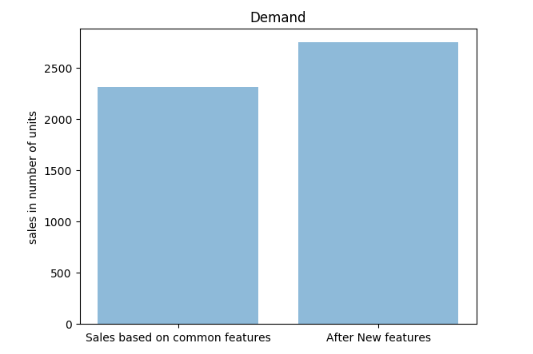 Demand
sales in number of units
2500
2000
1500
1000
500
0
Sales based on common features
After New features